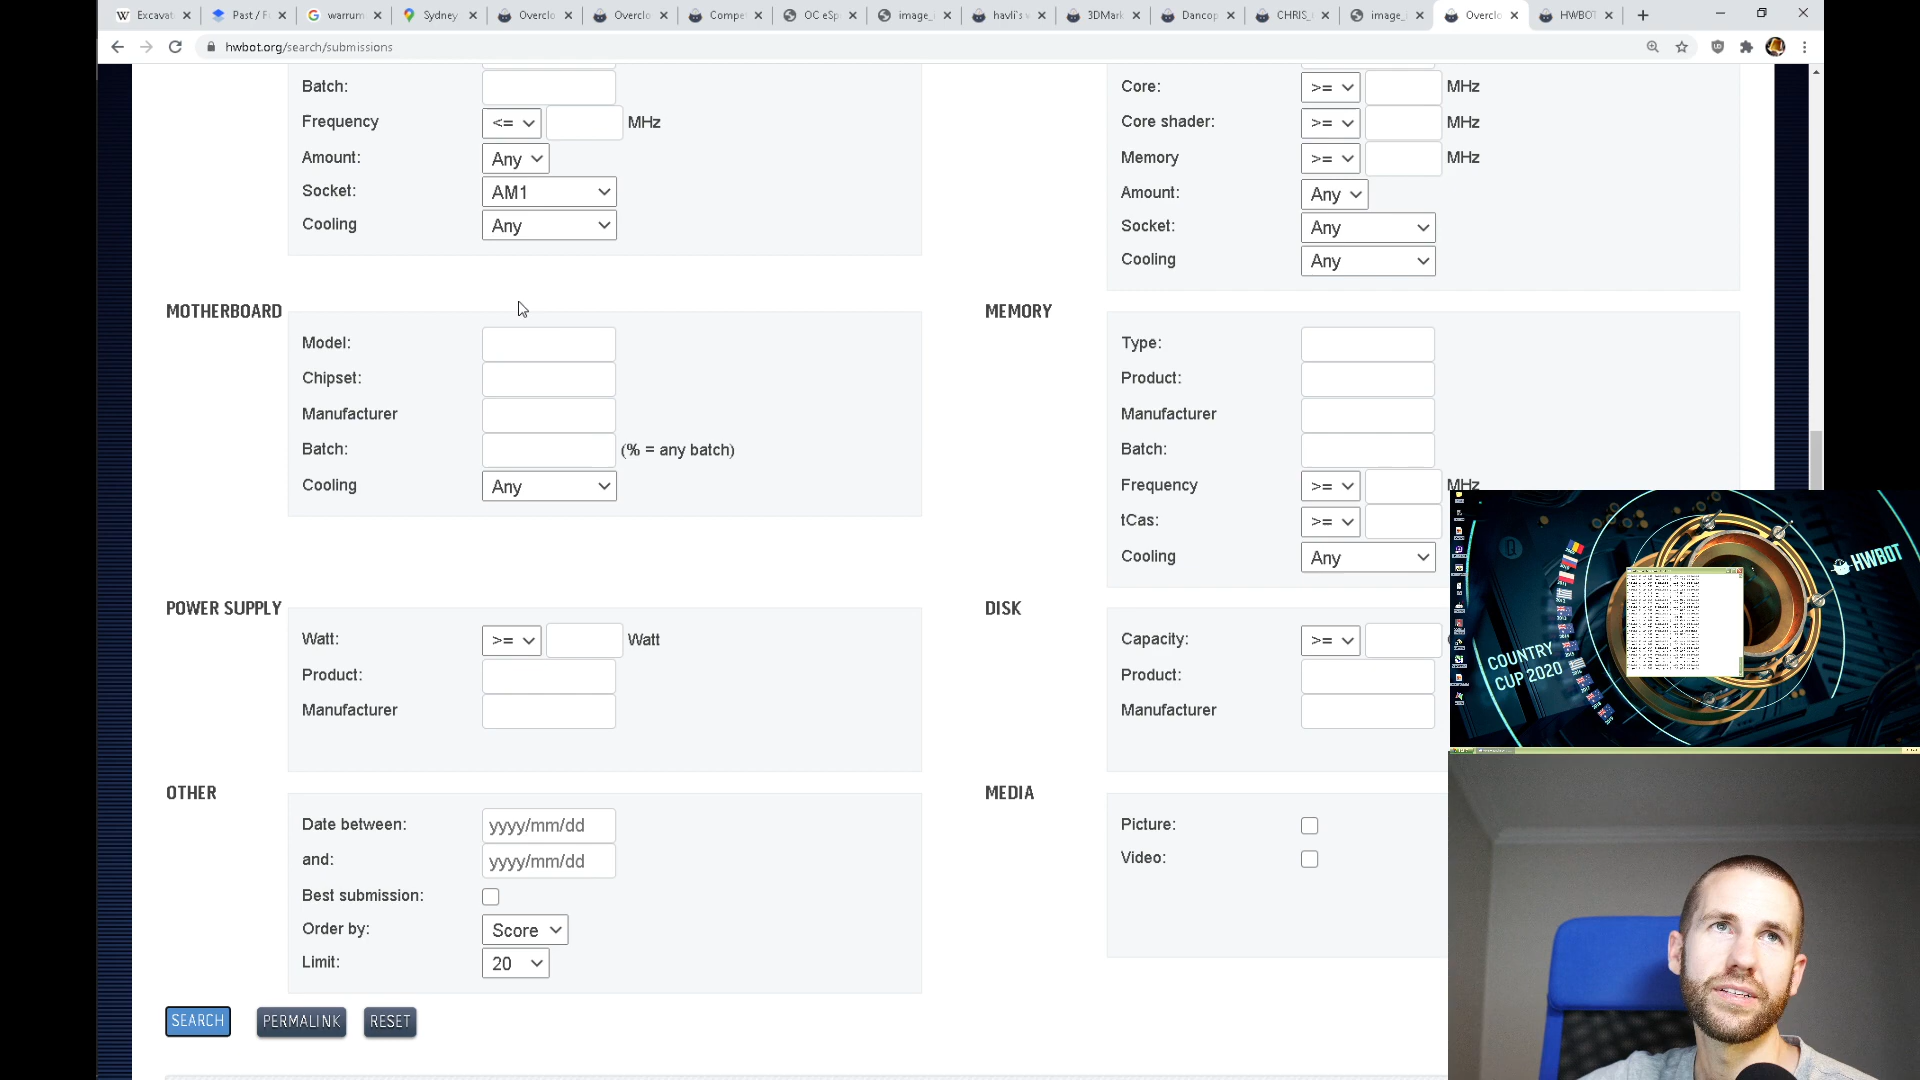 Excavat
Past / F
warrum
Sydney
Overclo
Overclo
Compe
OC eSp
image_
havli's
3DMark
Dancop
CHRIS_
image_
Overclo
HWBOT
hwbot.org/search/submissions
Batch:
Frequency <= MHz
Amount: Any
Socket: AM1
Cooling Any
Core: >= MHz
Core shader: >= MHz
Memory >= MHz
Amount: Any
Socket: Any
Cooling Any
MOTHERBOARD
Model:
Chipset:
Manufacturer
Batch: (% = any batch)
Cooling Any
MEMORY
Type:
Product:
Manufacturer
Batch:
Frequency >= MHz
tCas: >=
Cooling Any
POWER SUPPLY
Watt: >= Watt
Product:
Manufacturer
DISK
Capacity: >=
Product:
Manufacturer
OTHER
Date between: yyyy/mm/dd
and: yyyy/mm/dd
Best submission:
Order by: Score
Limit: 20
MEDIA
Picture:
Video:
SEARCH PERMALINK RESET
HWBOT
COUNTRY
CUP 2020